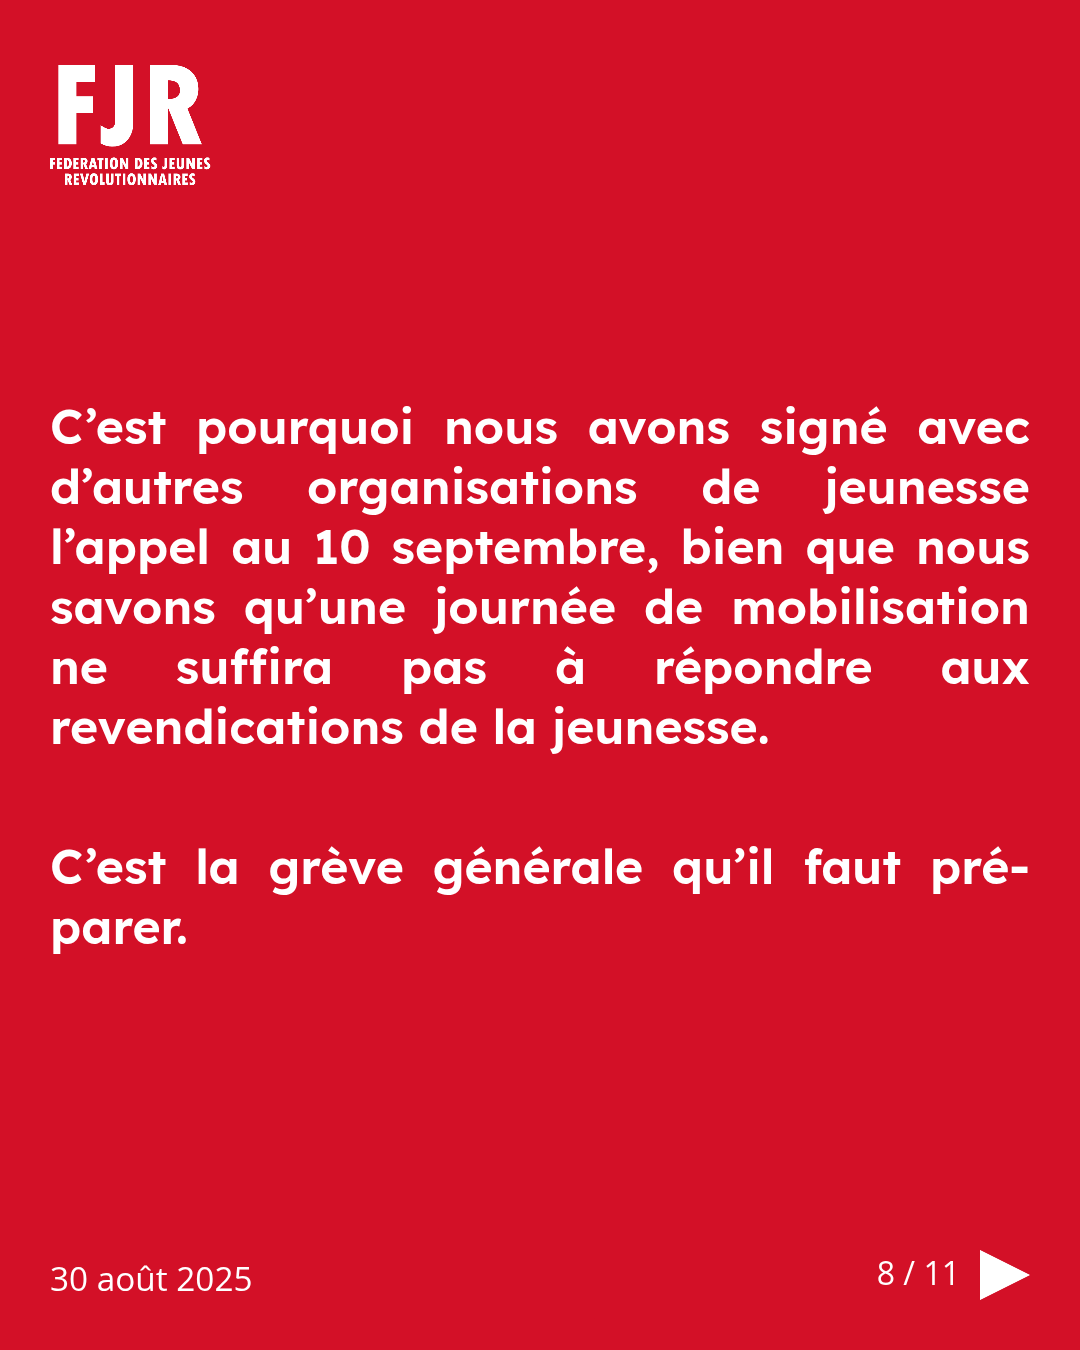 FJR
FEDERATION DES JEUNES
REVOLUTIONNAIRES
C’est pourquoi nous avons signé avec
d’autres organisations de jeunesse
l’appel au 10 septembre, bien que nous
savons qu’une journée de mobilisation
ne suffira pas à répondre aux
revendications de la jeunesse.
C’est la grève générale qu’il faut pré-
parer.
30 août 2025
8 / 11